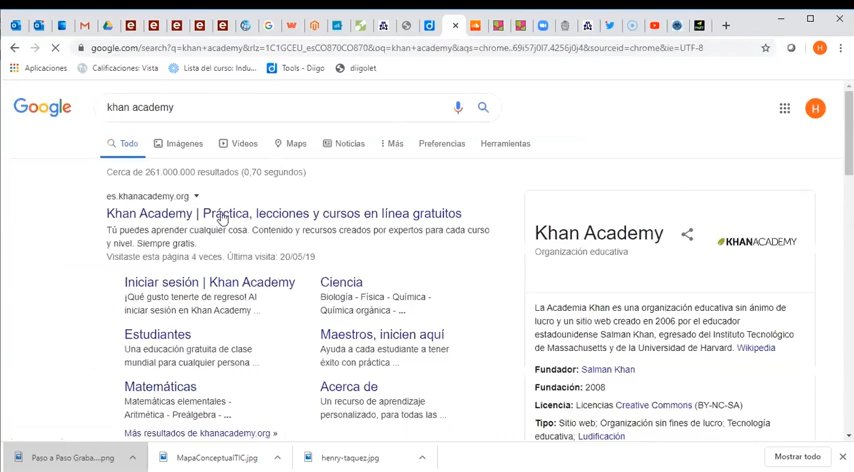 google.com/search?q=khan+academy&rlz=1C1GCEU_esCO870CO870&oq=khan+academy&aqs=chrome..69i57j0l7.4256j0j4&sourceid=chrome&ie=UTF-8
H
Aplicaciones
Calificaciones: Vista
Lista del curso: Indu...
Tools - Diigo
diigolet
Google
khan academy
H
Todo
Imágenes
Vídeos
Maps
Noticias
Más
Preferencias
Herramientas
Cerca de 261.000.000 resultados (0,70 segundos)
es.khanacademy.org
Khan Academy | Práctica, lecciones y cursos en línea gratuitos
Tú puedes aprender cualquier cosa. Contenido y recursos creados por expertos para cada curso
y nivel. Siempre gratis.
Visitaste esta página 4 veces. Última visita: 20/05/19
Iniciar sesión | Khan Academy
¡Qué gusto tenerte de regreso! Al
iniciar sesión en Khan Academy ...
Ciencia
Biología - Física - Química -
Química orgánica - ...
Estudiantes
Una educación gratuita de clase
mundial para cualquier persona ...
Maestros, inicien aquí
Ayuda a cada estudiante a tener
éxito con práctica ...
Matemáticas
Matemáticas elementales -
Aritmética - Preálgebra - ...
Acerca de
Un recurso de aprendizaje
personalizado, para todas las ...
Más resultados de khanacademy.org »
Khan Academy
Organización educativa
KHANACADEMY
La Academia Khan es una organización educativa sin ánimo de
lucro y un sitio web creado en 2006 por el educador
estadounidense Salman Khan, egresado del Instituto Tecnológico
de Massachusetts y de la Universidad de Harvard. Wikipedia
Fundador: Salman Khan
Fundación: 2008
Licencia: Licencias Creative Commons (BY-NC-SA)
Tipo: Sitio web; Organización sin fines de lucro; Tecnología
educativa; Ludificación
Paso a Paso Graba....png
MapaConceptualTIC.jpg
henry-taquez.jpg
Mostrar todo